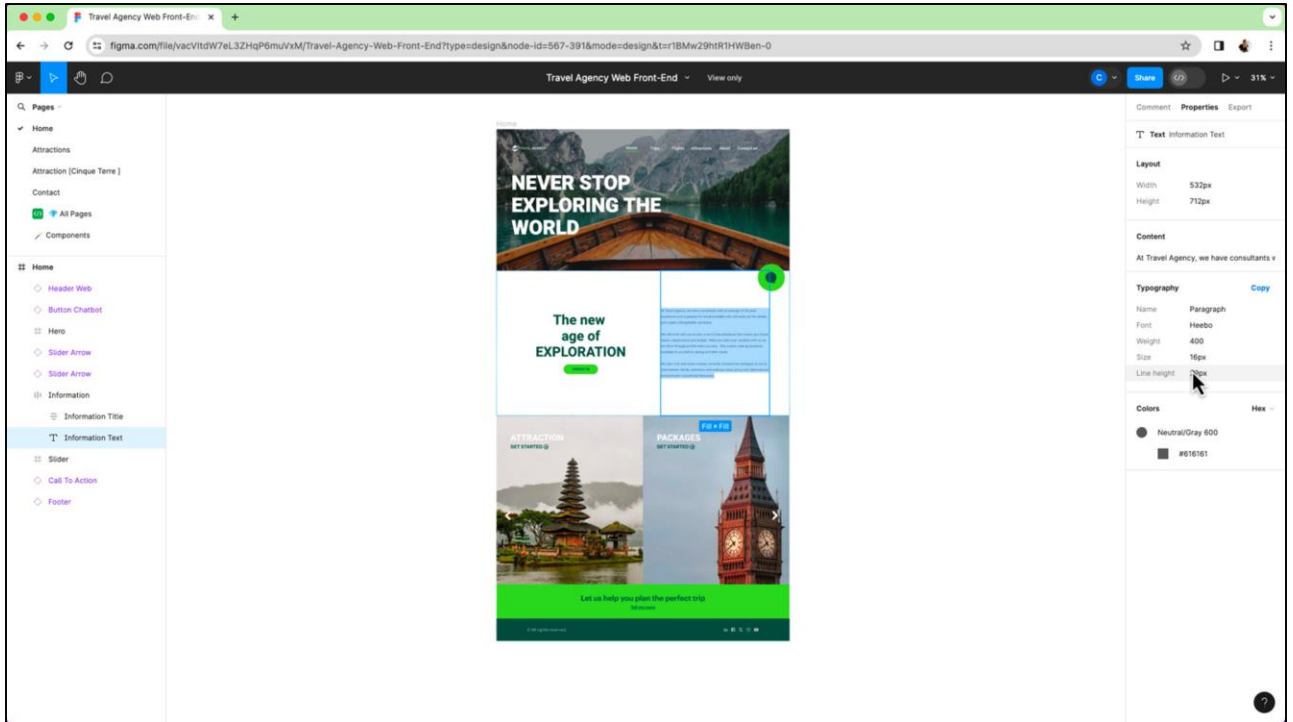 Travel Agency Web Front-En
figma.com/file/vacVItdW7eL3ZHqP6muVxM/Travel-Agency-Web-Front-End?type=design&node-id=567-391&mode=design&t=r1BMw29htR1HWBen-0
Travel Agency Web Front-End View only
C Share 31%
Pages
Home
Attractions
Attraction [Cinque Terre ]
Contact
All Pages
Components
Home
Header Web
Button Chatbot
Hero
Slider Arrow
Slider Arrow
Information
Information Title
Information Text
Slider
Call To Action
Footer
Home
NEVER STOP
EXPLORING THE
WORLD
The new
age of
EXPLORATION
Fill × Fill
ATTRACTION
GET STARTED
PACKAGES
GET STARTED
Let us help you plan the perfect trip
Comment Properties Export
Text Information Text
Layout
Width 532px
Height 712px
Content
At Travel Agency, we have consultants
Typography Copy
Name Paragraph
Font Heebo
Weight 400
Size 16px
Line height
Colors Hex
Neutral/Gray 600
#616161
?